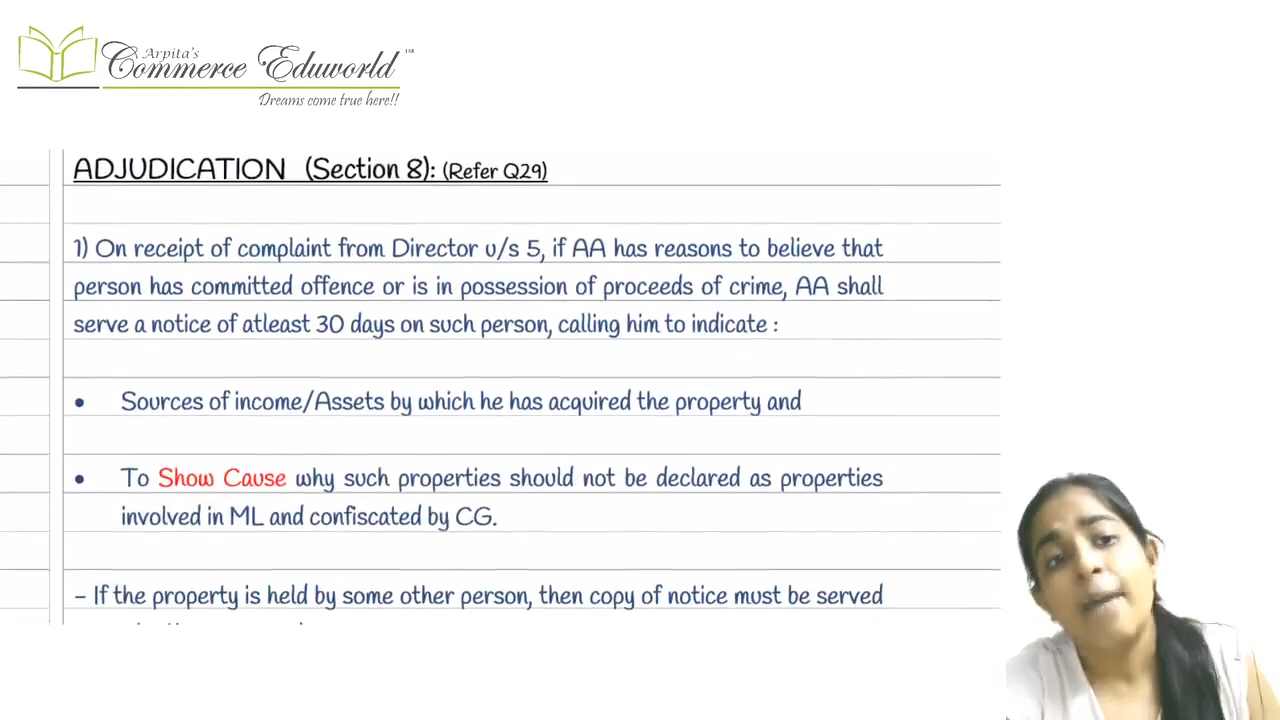 Arpita's
Commerce Eduworld ™
Dreams come true here!!
ADJUDICATION (Section 8): (Refer Q29)
1) On receipt of complaint from Director u/s 5, if AA has reasons to believe that
person has committed offence or is in possession of proceeds of crime, AA shall
serve a notice of atleast 30 days on such person, calling him to indicate :
• Sources of income/Assets by which he has acquired the property and
• To Show Cause why such properties should not be declared as properties
involved in ML and confiscated by CG.
- If the property is held by some other person, then copy of notice must be served